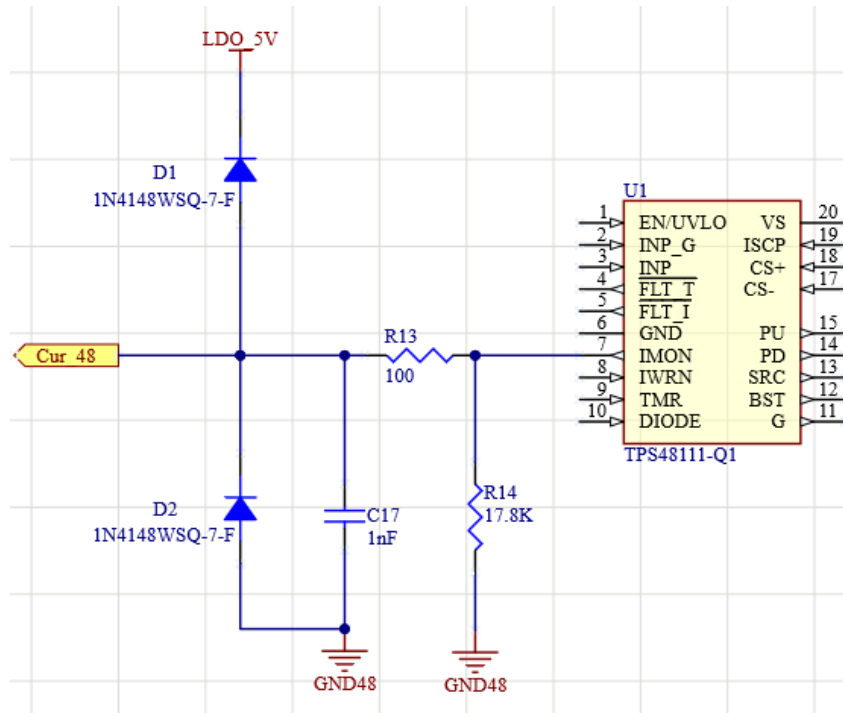 LDO_5V
D1
1N4148WSQ-7-F
U1
1 EN/UVLO VS 20
2 INP_G ISCP 19
3 INP CS+ 18
4 FLT_T CS- 17
5 FLT_I
6 GND PU 15
7 IMON PD 14
8 IWRN SRC 13
9 TMR BST 12
10 DIODE G 11
TPS48111-Q1
Cur_48
R13
100
D2
1N4148WSQ-7-F
C17
1nF
R14
17.8K
GND48
GND48